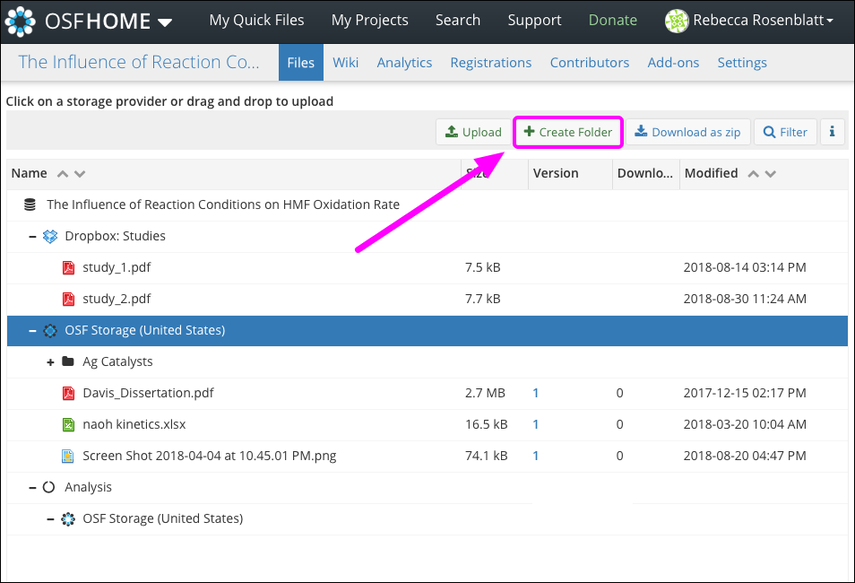 OSFHOME My Quick Files My Projects Search Support Donate Rebecca Rosenblatt
The Influence of Reaction Co... Files Wiki Analytics Registrations Contributors Add-ons Settings
Click on a storage provider or drag and drop to upload
Upload Create Folder Download as zip Filter i
Name Size Version Downlo... Modified
The Influence of Reaction Conditions on HMF Oxidation Rate
Dropbox: Studies
study_1.pdf 7.5 kB 2018-08-14 03:14 PM
study_2.pdf 7.7 kB 2018-08-30 11:24 AM
OSF Storage (United States)
Ag Catalysts
Davis_Dissertation.pdf 2.7 MB 1 0 2017-12-15 02:17 PM
naoh kinetics.xlsx 16.5 kB 1 0 2018-03-20 10:04 AM
Screen Shot 2018-04-04 at 10.45.01 PM.png 74.1 kB 1 0 2018-08-20 04:47 PM
Analysis
OSF Storage (United States)